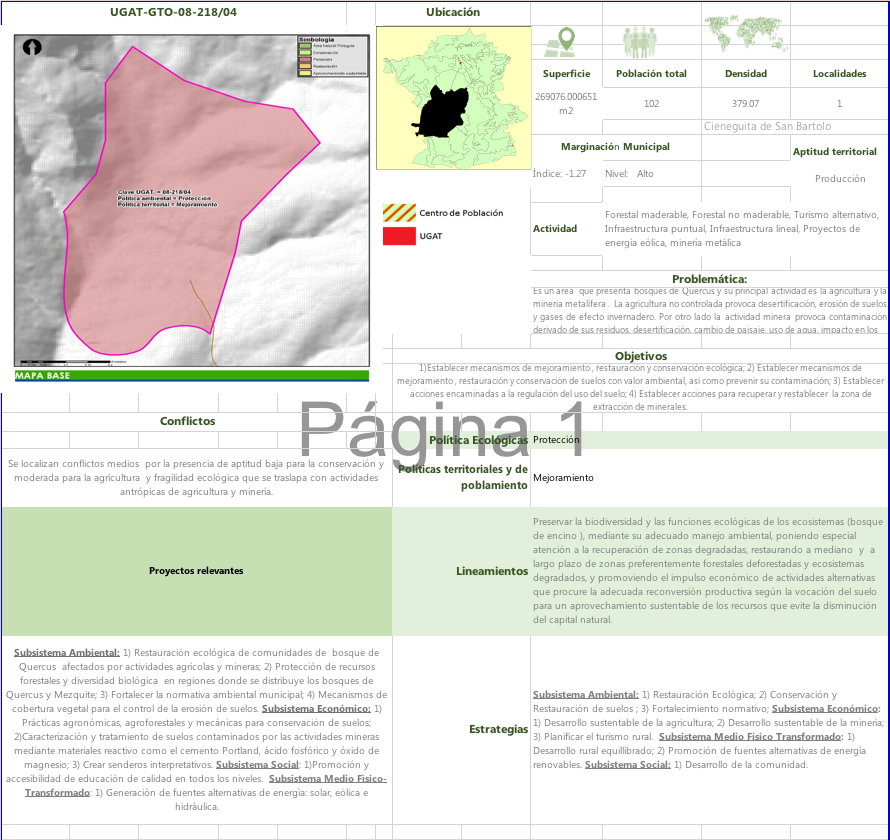 UGAT-GTO-08-218/04
Ubicación
Simbología
Área Natural Protegida
Conservación
Protección
Restauración
Aprovechamiento sustentable
Clave UGAT = 08-218/04
Política ambiental = Protección
Política territorial = Mejoramiento
MAPA BASE
Centro de Población
UGAT
Superficie
Población total
Densidad
Localidades
269076.000651
m2
102
379.07
1
Cieneguita de San Bartolo
Marginación Municipal
Aptitud territorial
Índice: -1.27
Nivel: Alto
Producción
Actividad
Forestal maderable, Forestal no maderable, Turismo alternativo,
Infraestructura puntual, Infraestructura lineal, Proyectos de
energía eólica, minería metálica
Problemática:
Es un área que presenta bosques de Quercus y su principal actividad es la agricultura y la
minería metalífera . La agricultura no controlada provoca desertificación, erosión de suelos
y gases de efecto invernadero. Por otro lado la actividad minera provoca contaminación
derivado de sus residuos, desertificación, cambio de paisaje, uso de agua, impacto en los
Objetivos
1)Establecer mecanismos de mejoramiento , restauración y conservación ecológica; 2) Establecer mecanismos de
mejoramiento , restauración y conservación de suelos con valor ambiental, asi como prevenir su contaminación; 3) Establecer
acciones encaminadas a la regulación del uso del suelo; 4) Establecer acciones para recuperar y restablecer la zona de
extracción de minerales.
Página 1
Conflictos
Se localizan conflictos medios por la presencia de aptitud baja para la conservación y
moderada para la agricultura y fragilidad ecológica que se traslapa con actividades
antrópicas de agricultura y minería.
Política Ecológicas
Protección
Políticas territoriales y de
poblamiento
Mejoramiento
Proyectos relevantes
Lineamientos
Preservar la biodiversidad y las funciones ecológicas de los ecosistemas (bosque
de encino ), mediante su adecuado manejo ambiental, poniendo especial
atención a la recuperación de zonas degradadas, restaurando a mediano y a
largo plazo de zonas preferentemente forestales deforestadas y ecosistemas
degradados, y promoviendo el impulso económico de actividades alternativas
que procure la adecuada reconversión productiva según la vocación del suelo
para un aprovechamiento sustentable de los recursos que evite la disminución
del capital natural.
Subsistema Ambiental: 1) Restauración ecológica de comunidades de bosque de
Quercus afectados por actividades agrícolas y mineras; 2) Protección de recursos
forestales y diversidad biológica en regiones donde se distribuye los bosques de
Quercus y Mezquite; 3) Fortalecer la normativa ambiental municipal; 4) Mecanismos de
cobertura vegetal para el control de la erosión de suelos. Subsistema Económico: 1)
Prácticas agronómicas, agroforestales y mecánicas para conservación de suelos;
2)Caracterización y tratamiento de suelos contaminados por las actividades mineras
mediante materiales reactivo como el cemento Portland, ácido fosfórico y óxido de
magnesio; 3) Crear senderos interpretativos. Subsistema Social: 1)Promoción y
accesibilidad de educación de calidad en todos los niveles. Subsistema Medio Fisico-
Transformado: 1) Generaciòn de fuentes alternativas de energìa: solar, eòlica e
hidráulica.
Estrategias
Subsistema Ambiental: 1) Restauración Ecológica; 2) Conservación y
Restauración de suelos ; 3) Fortalecimiento normativo; Subsistema Económico:
1) Desarrollo sustentable de la agricultura; 2) Desarrollo sustentable de la minería;
3) Planificar el turismo rural. Subsistema Medio Físico Transformado: 1)
Desarrollo rural equillibrado; 2) Promoción de fuentes alternativas de energía
renovables. Subsistema Social: 1) Desarrollo de la comunidad.